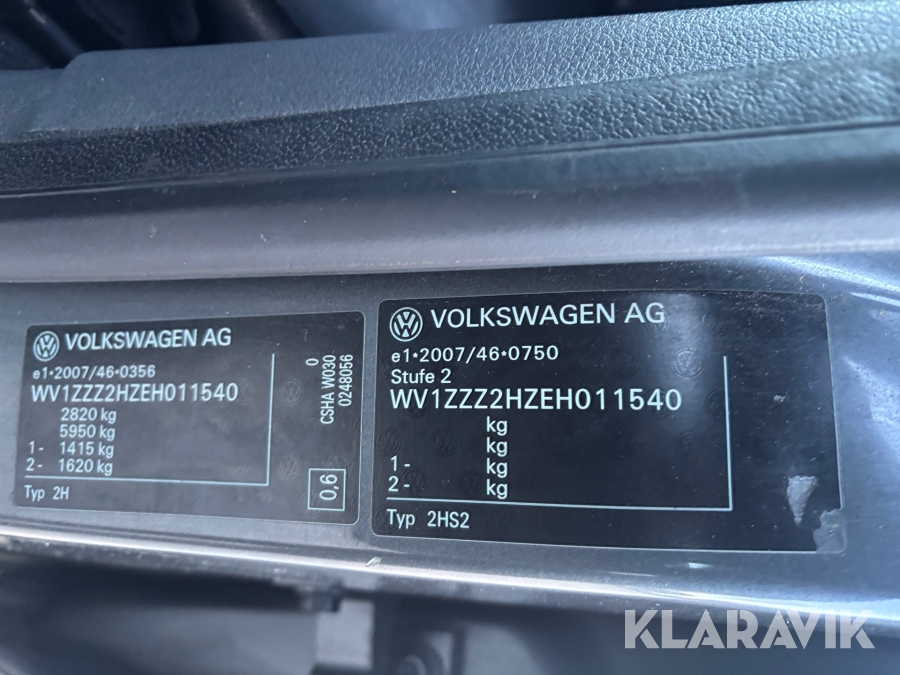 VOLKSWAGEN AG
e1*2007/46*0356
WV1ZZZ2HZEH011540
2820 kg
5950 kg
1- 1415 kg
2- 1620 kg
Typ 2H
0
CSHA W030
0248056
0,6
VOLKSWAGEN AG
e1*2007/46*0750
Stufe 2
WV1ZZZ2HZEH011540
kg
kg
1- kg
2- kg
Typ 2HS2
KLARAVIK